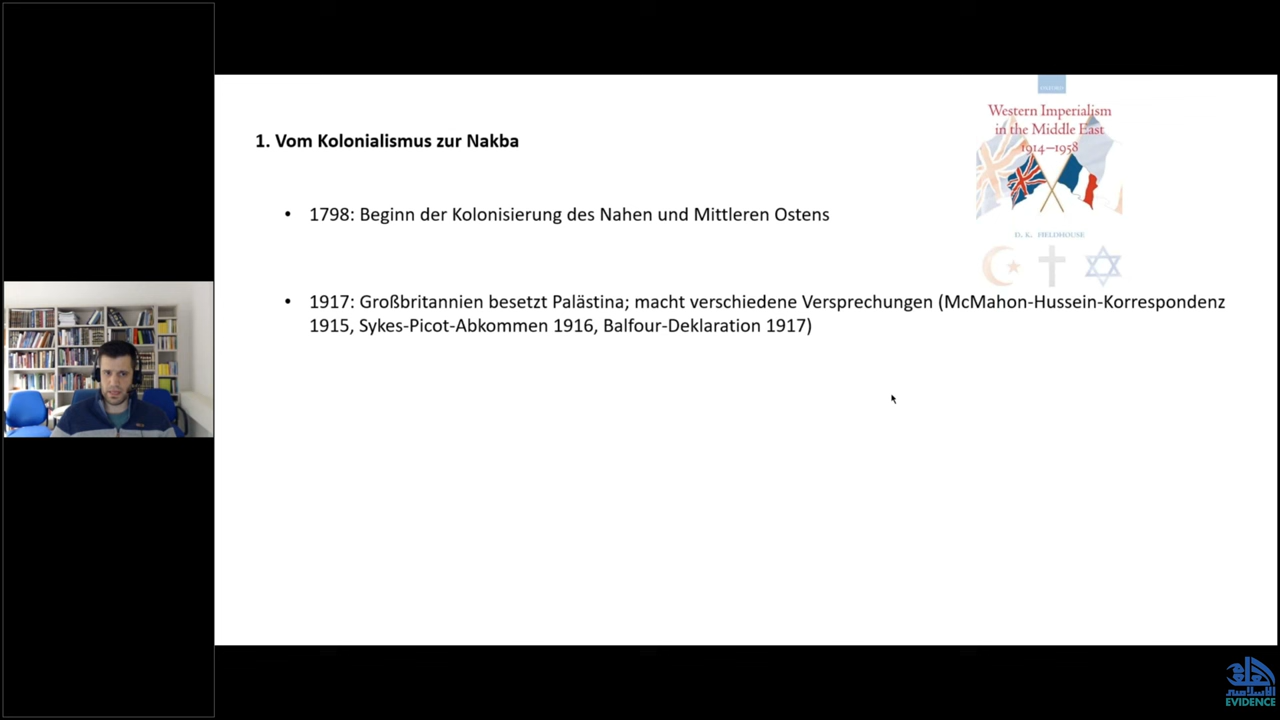 1. Vom Kolonialismus zur Nakba
Western Imperialism
in the Middle East
1914–1958
D. K. FIELDHOUSE
• 1798: Beginn der Kolonisierung des Nahen und Mittleren Ostens
• 1917: Großbritannien besetzt Palästina; macht verschiedene Versprechungen (McMahon-Hussein-Korrespondenz
1915, Sykes-Picot-Abkommen 1916, Balfour-Deklaration 1917)
EVIDENCE